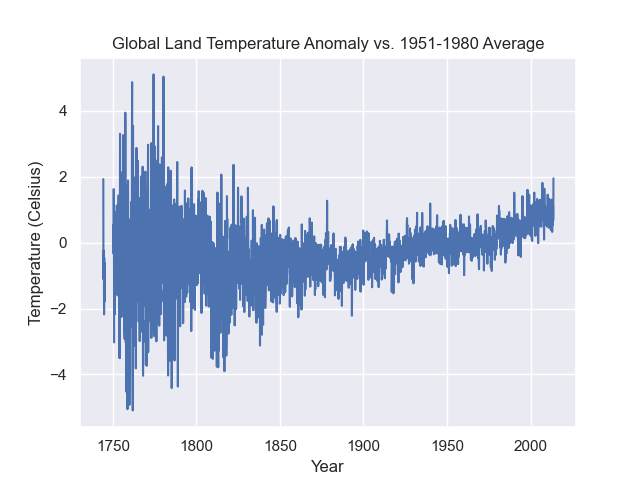 Global Land Temperature Anomaly vs. 1951-1980 Average
4
2
0
−2
−4
Temperature (Celsius)
1750 1800 1850 1900 1950 2000
Year